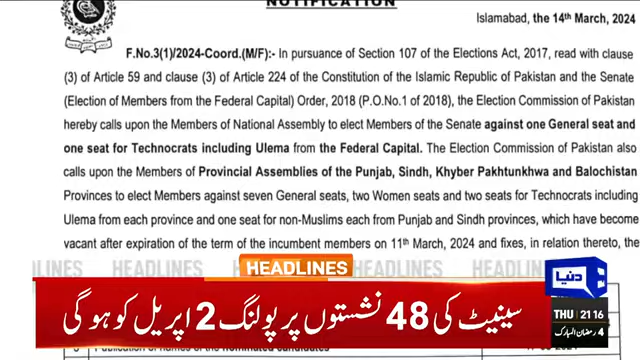 NOTIFICATION
Islamabad, the 14th March, 2024
F.No.3(1)/2024-Coord.(M/F):- In pursuance of Section 107 of the Elections Act, 2017, read with clause
(3) of Article 59 and clause (3) of Article 224 of the Constitution of the Islamic Republic of Pakistan and the Senate
(Election of Members from the Federal Capital) Order, 2018 (P.O.No.1 of 2018), the Election Commission of Pakistan
hereby calls upon the Members of National Assembly to elect Members of the Senate against one General seat and
one seat for Technocrats including Ulema from the Federal Capital. The Election Commission of Pakistan also
calls upon the Members of Provincial Assemblies of the Punjab, Sindh, Khyber Pakhtunkhwa and Balochistan
Provinces to elect Members against seven General seats, two Women seats and two seats for Technocrats including
Ulema from each province and one seat for non-Muslims each from Punjab and Sindh provinces, which have become
vacant after expiration of the term of the incumbent members on 11th March, 2024 and fixes, in relation thereto, the
HEADLINES HEADLINES HEADLINES
HEADLINES
دنیا
سینیٹ کی 48 نشستوں پر پولنگ 2 اپریل کو ہوگی
THU 21 16
4 رمضان المبارک